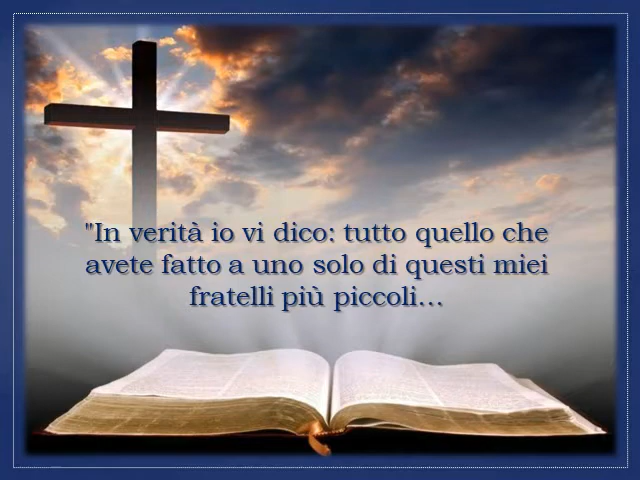 "In verità io vi dico: tutto quello che
avete fatto a uno solo di questi miei
fratelli più piccoli…